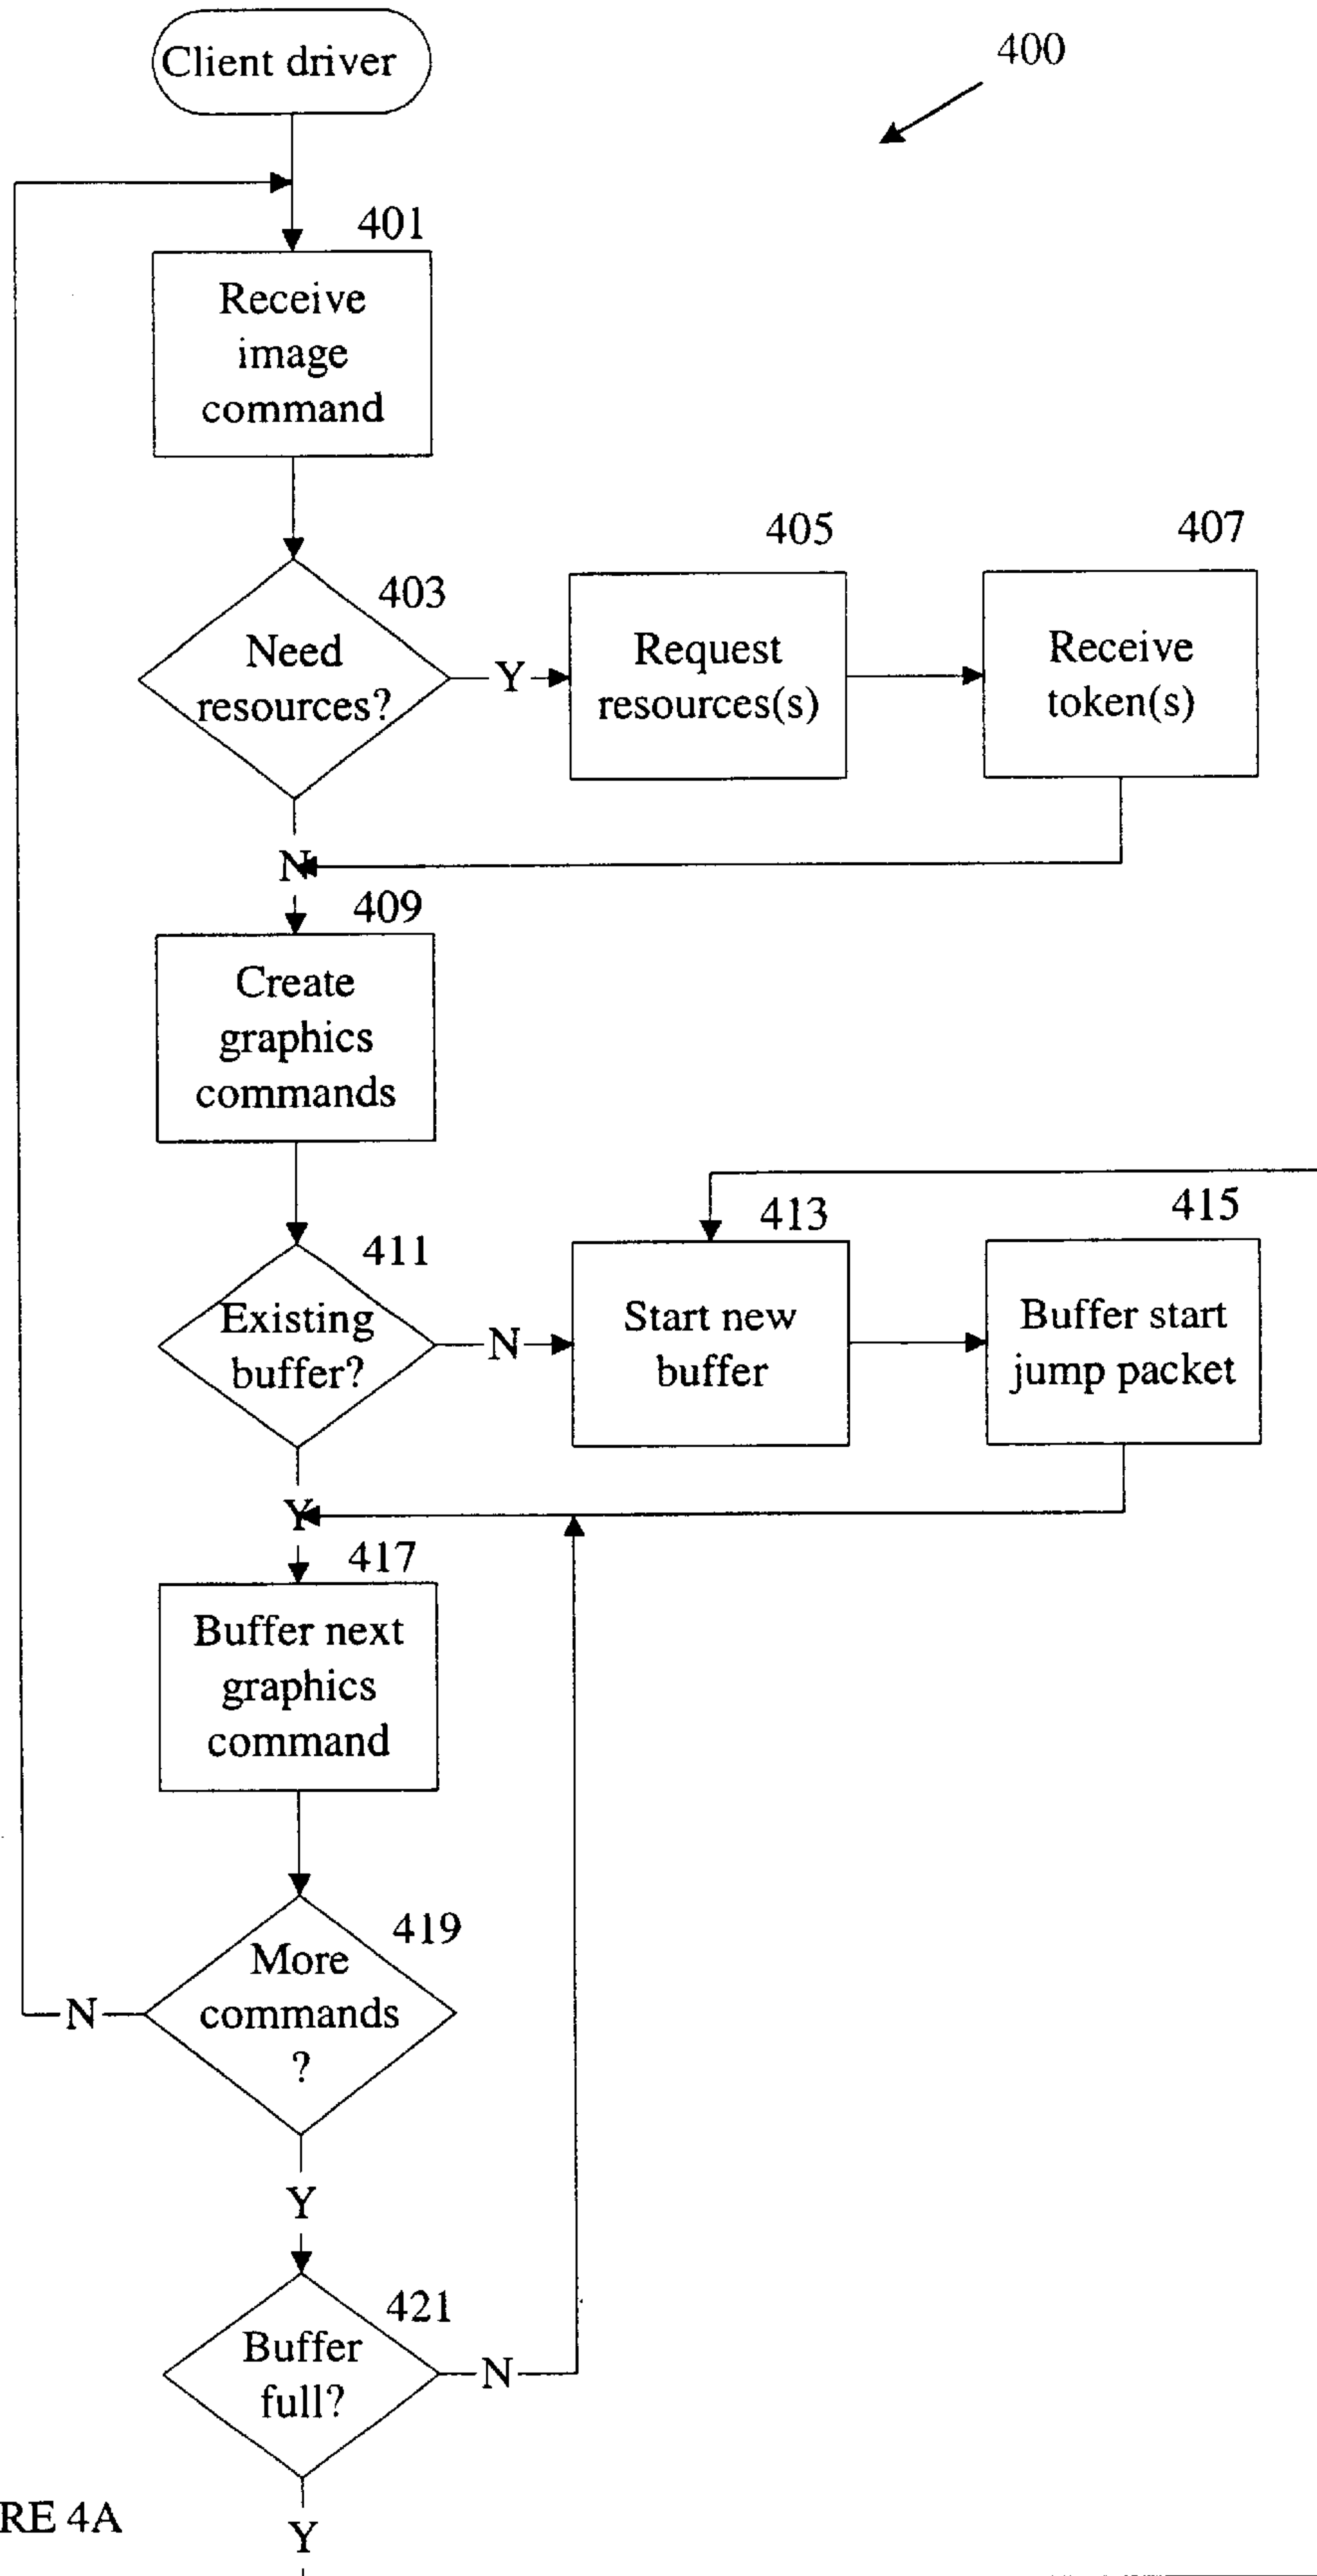 Client driver
400
401
Receive
image
command
403
Need
resources?
Y
405
Request
resources(s)
407
Receive
token(s)
N
409
Create
graphics
commands
411
Existing
buffer?
N
413
Start new
buffer
415
Buffer start
jump packet
Y
417
Buffer next
graphics
command
419
More
commands
?
N
Y
421
Buffer
full?
N
RE 4A
Y